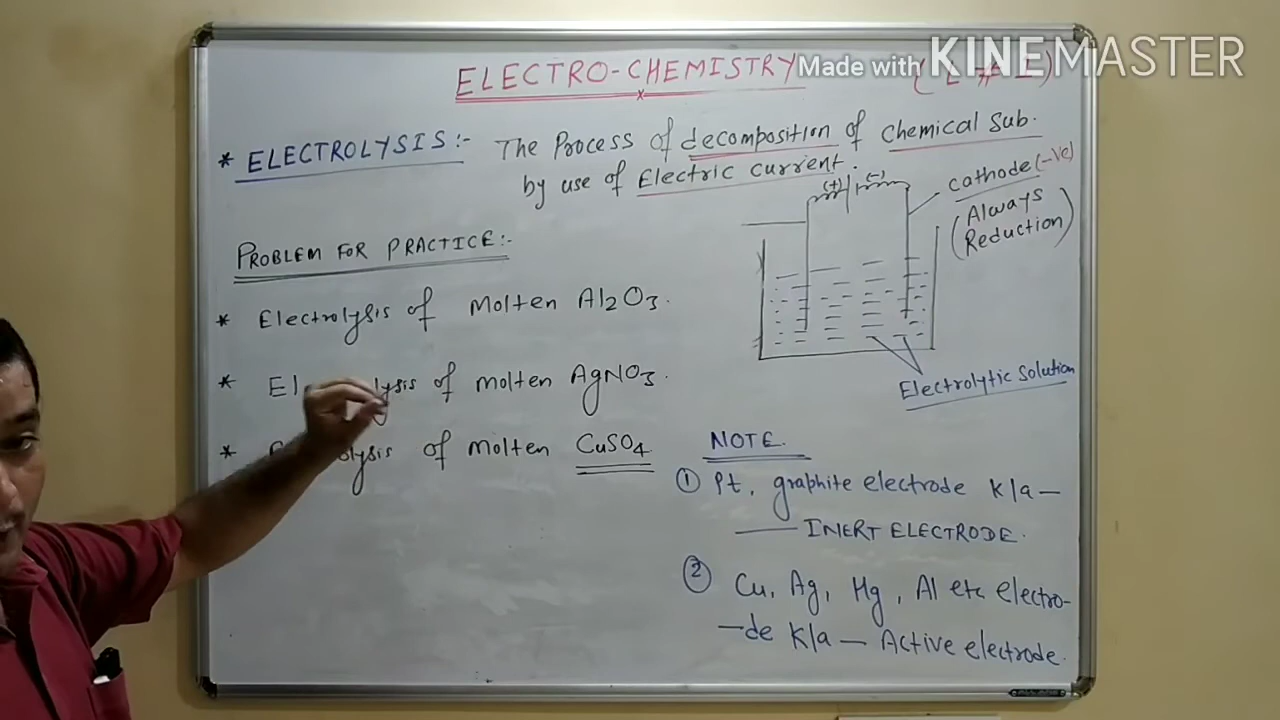 ELECTRO-CHEMISTRY
Made with KINEMASTER
* ELECTROLYSIS:- The Process of decomposition of chemical sub.
by use of Electric current.
(+) (-)
cathode (-ve)
(Always
Reduction)
PROBLEM FOR PRACTICE:-
* Electrolysis of Molten Al2O3.
* El lysis of molten AgNO3.
* lysis of molten CuSO4
Electrolytic solution
NOTE.
① Pt, graphite electrode K/a —
— INERT ELECTRODE.
② Cu, Ag, Hg, Al etc electro-
—de K/a — Active electrode.